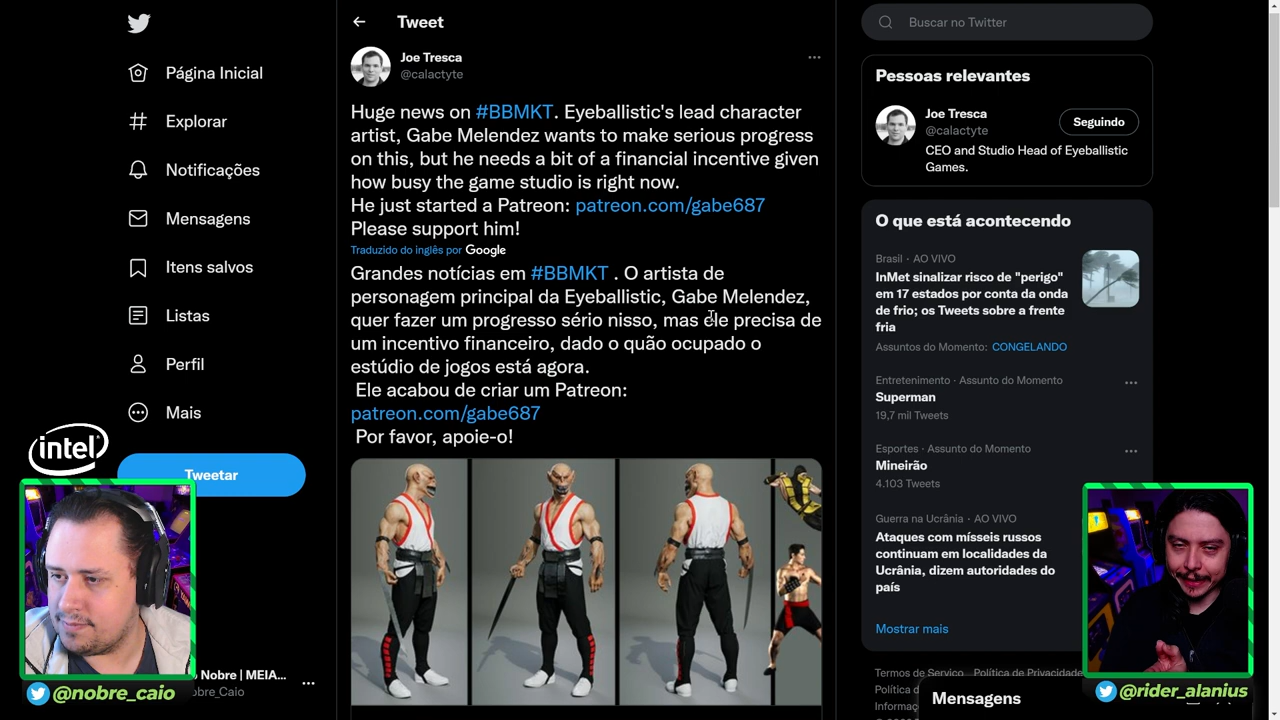 Tweet
Buscar no Twitter
Joe Tresca
@calactyte
Página Inicial
Explorar
Notificações
Mensagens
Itens salvos
Listas
Perfil
Mais
Tweetar
Huge news on #BBMKT. Eyeballistic's lead character
artist, Gabe Melendez wants to make serious progress
on this, but he needs a bit of a financial incentive given
how busy the game studio is right now.
He just started a Patreon: patreon.com/gabe687
Please support him!
Traduzido do inglês por Google
Grandes notícias em #BBMKT . O artista de
personagem principal da Eyeballistic, Gabe Melendez,
quer fazer um progresso sério nisso, mas ele precisa de
um incentivo financeiro, dado o quão ocupado o
estúdio de jogos está agora.
Ele acabou de criar um Patreon:
patreon.com/gabe687
Por favor, apoie-o!
Pessoas relevantes
Joe Tresca
@calactyte
Seguindo
CEO and Studio Head of Eyeballistic
Games.
O que está acontecendo
Brasil · AO VIVO
InMet sinalizar risco de "perigo"
em 17 estados por conta da onda
de frio; os Tweets sobre a frente
fria
Assuntos do Momento: CONGELANDO
Entretenimento · Assunto do Momento
Superman
19,7 mil Tweets
Esportes · Assunto do Momento
Mineirão
4.103 Tweets
Guerra na Ucrânia · AO VIVO
Ataques com mísseis russos
continuam em localidades da
Ucrânia, dizem autoridades do
país
Mostrar mais
Termos de Serviço Política de Privacidade
Política d
Informaç
Mensagens
intel
Nobre | MEIA...
obre_Caio
@nobre_caio
@rider_alanius